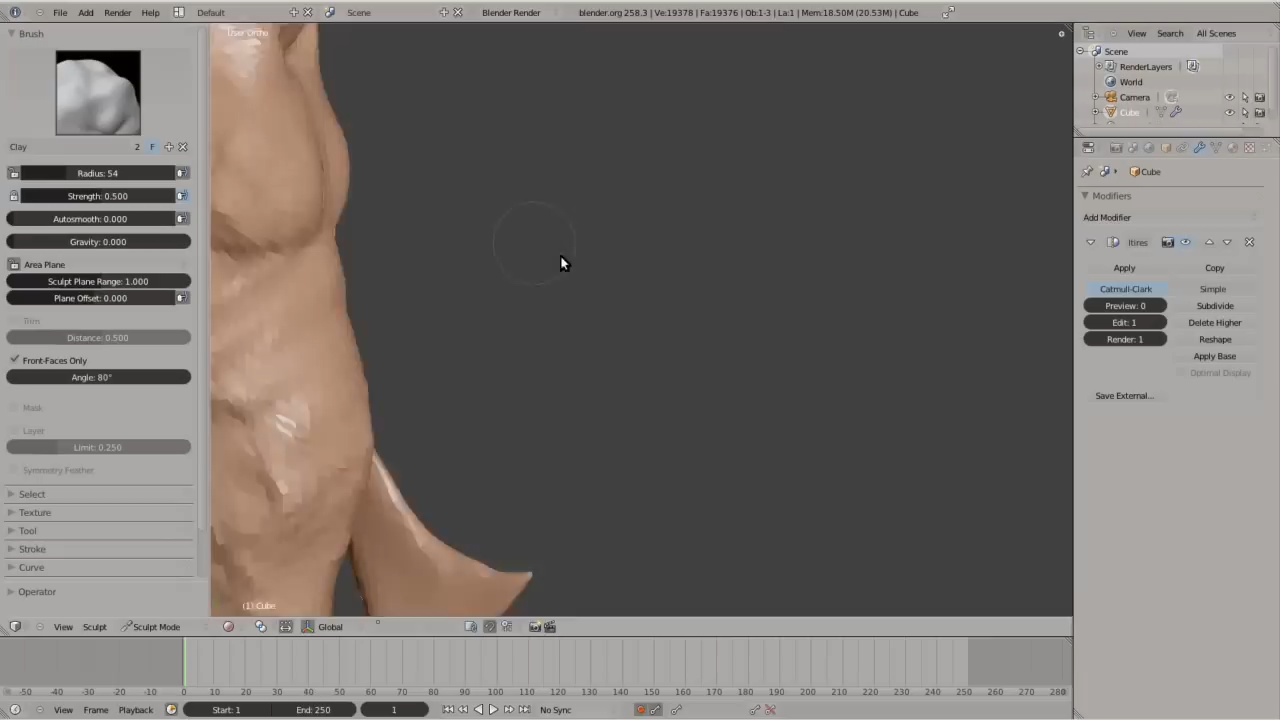 File Add Render Help Default Scene Blender Render blender.org 258.3 | Ve:19378 | Fa:19376 | Ob:1-3 | La:1 | Mem:18.50M (20.53M) | Cube
Brush
User Ortho
View Search All Scenes
Scene
RenderLayers
World
Camera
Cube
Clay 2 F
Radius: 54
Strength: 0.500
Autosmooth: 0.000
Gravity: 0.000
Area Plane
Sculpt Plane Range: 1.000
Plane Offset: 0.000
Trim
Distance: 0.500
Front-Faces Only
Angle: 80°
Mask
Layer
Limit: 0.250
Symmetry Feather
Select
Texture
Tool
Stroke
Curve
Operator
Cube
Modifiers
Add Modifier
ltires
Apply Copy
Catmull-Clark Simple
Preview: 0 Subdivide
Edit: 1 Delete Higher
Render: 1 Reshape
Apply Base
Optimal Display
Save External...
(1) Cube
View Sculpt Sculpt Mode Global
-50 -40 -30 -20 -10 0 10 20 30 40 50 60 70 80 90 100 110 120 130 140 150 160 170 180 190 200 210 220 230 240 250 260 270 280
View Frame Playback Start: 1 End: 250 1 No Sync